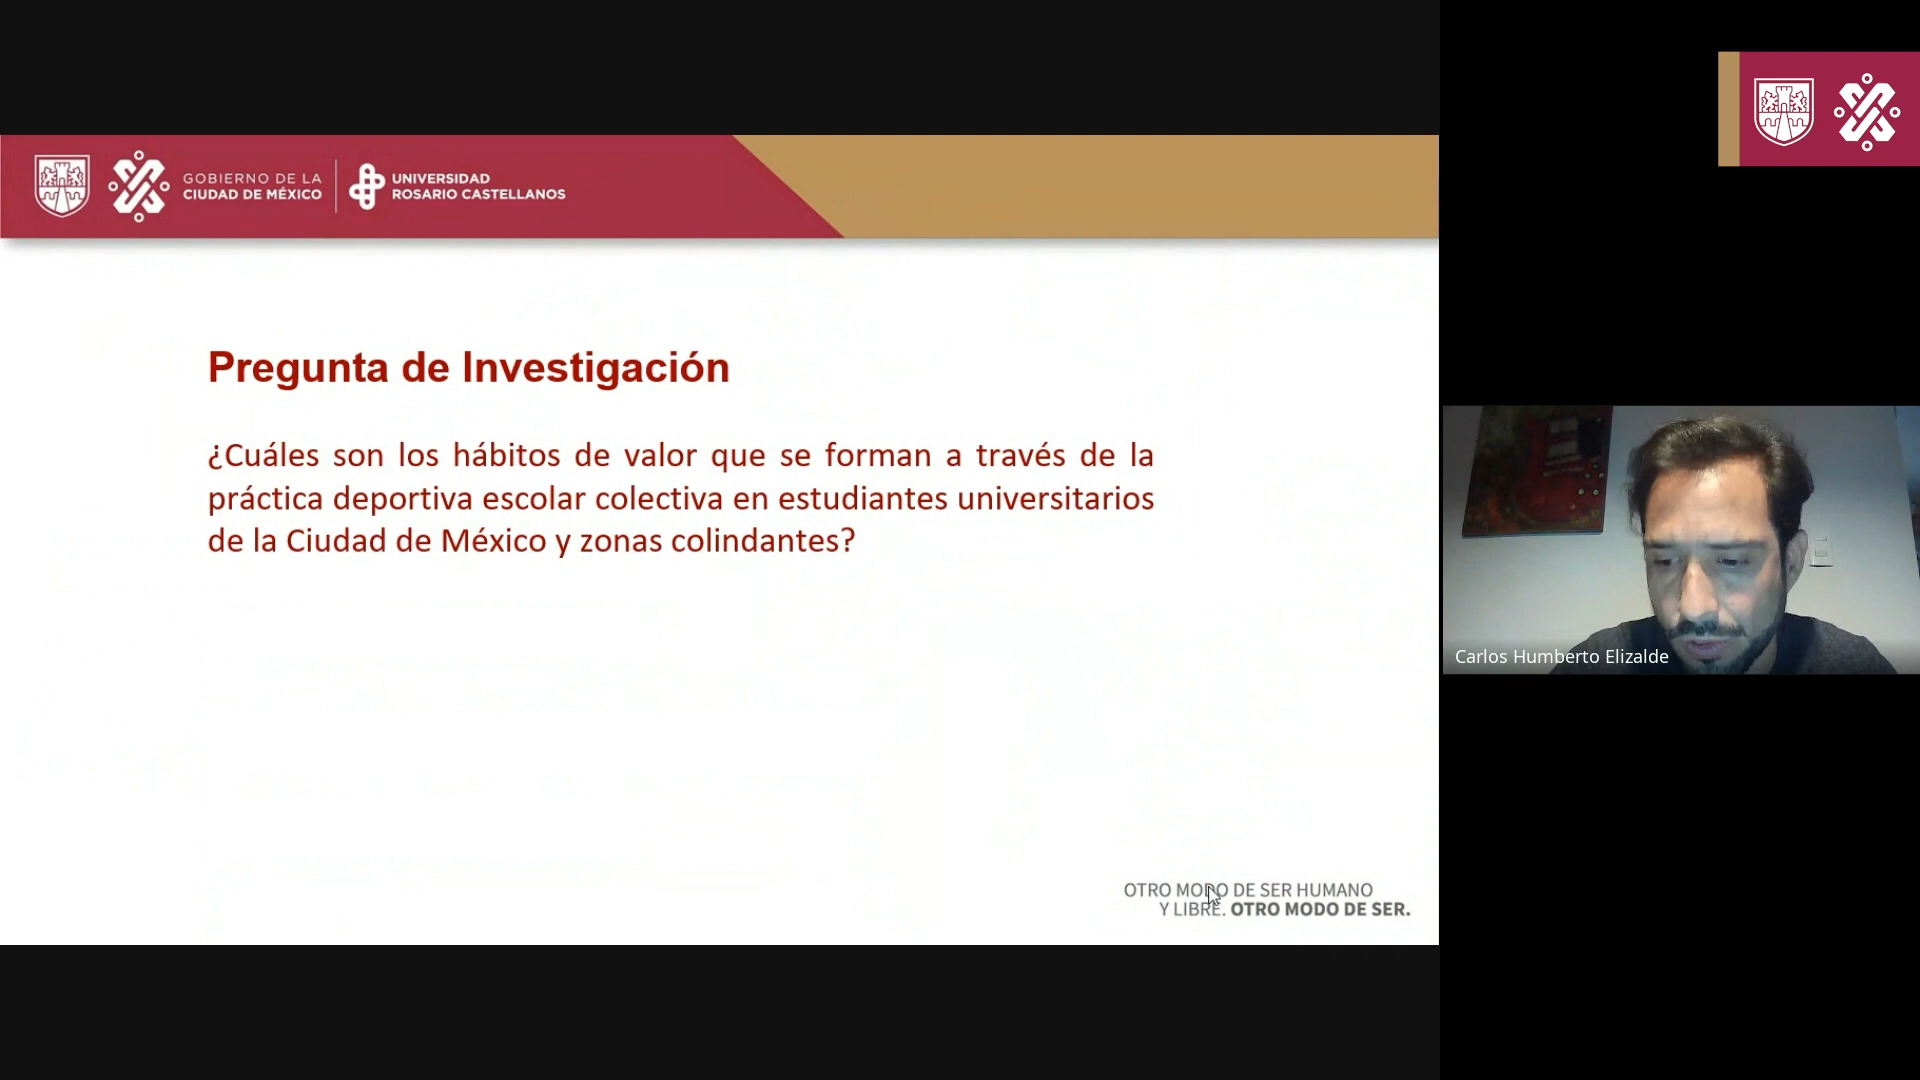 GOBIERNO DE LA
CIUDAD DE MÉXICO
UNIVERSIDAD
ROSARIO CASTELLANOS
Pregunta de Investigación
¿Cuáles son los hábitos de valor que se forman a través de la
práctica deportiva escolar colectiva en estudiantes universitarios
de la Ciudad de México y zonas colindantes?
OTRO MODO DE SER HUMANO
Y LIBRE. OTRO MODO DE SER.
Carlos Humberto Elizalde